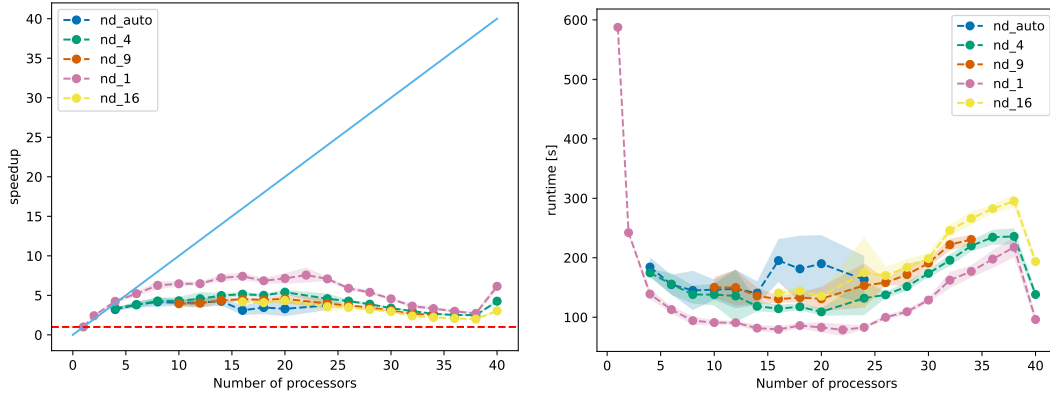 40
35
30
25
20
15
10
5
0
speedup
nd_auto
nd_4
nd_9
nd_1
nd_16
0 5 10 15 20 25 30 35 40
Number of processors
600
500
400
300
200
100
runtime [s]
nd_auto
nd_4
nd_9
nd_1
nd_16
0 5 10 15 20 25 30 35 40
Number of processors